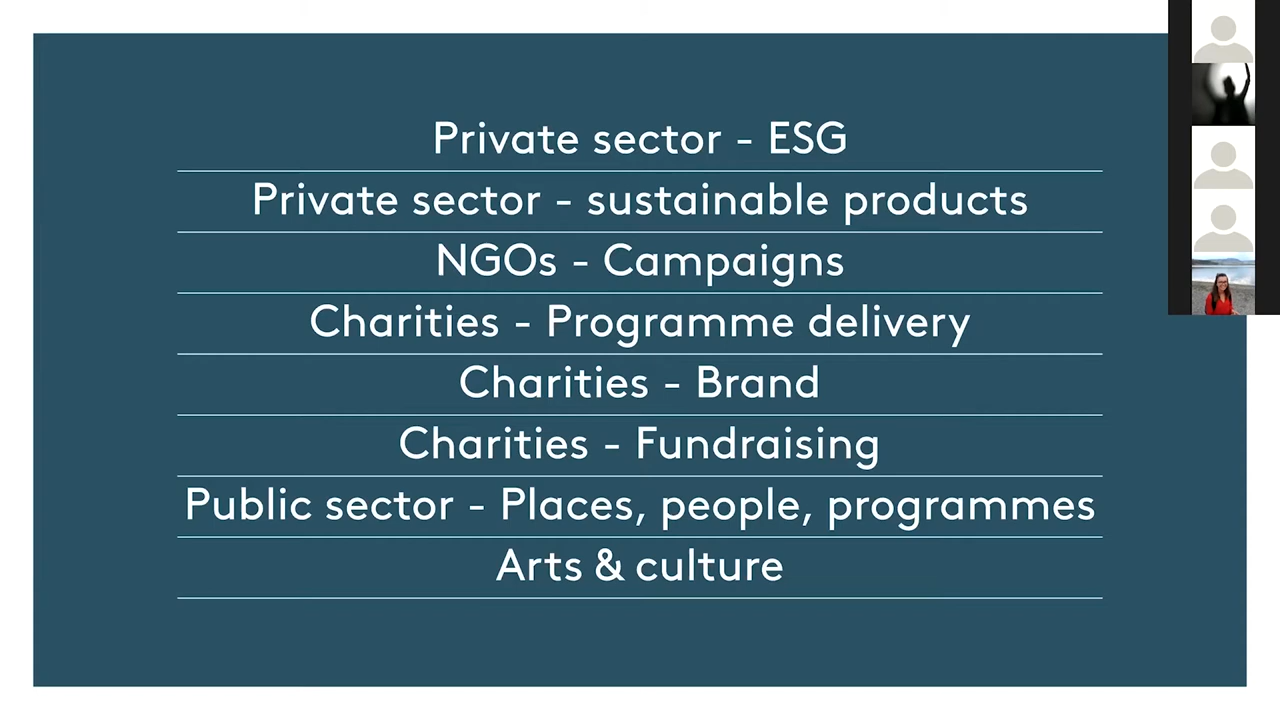 Private sector - ESG
Private sector - sustainable products
NGOs - Campaigns
Charities - Programme delivery
Charities - Brand
Charities - Fundraising
Public sector - Places, people, programmes
Arts & culture